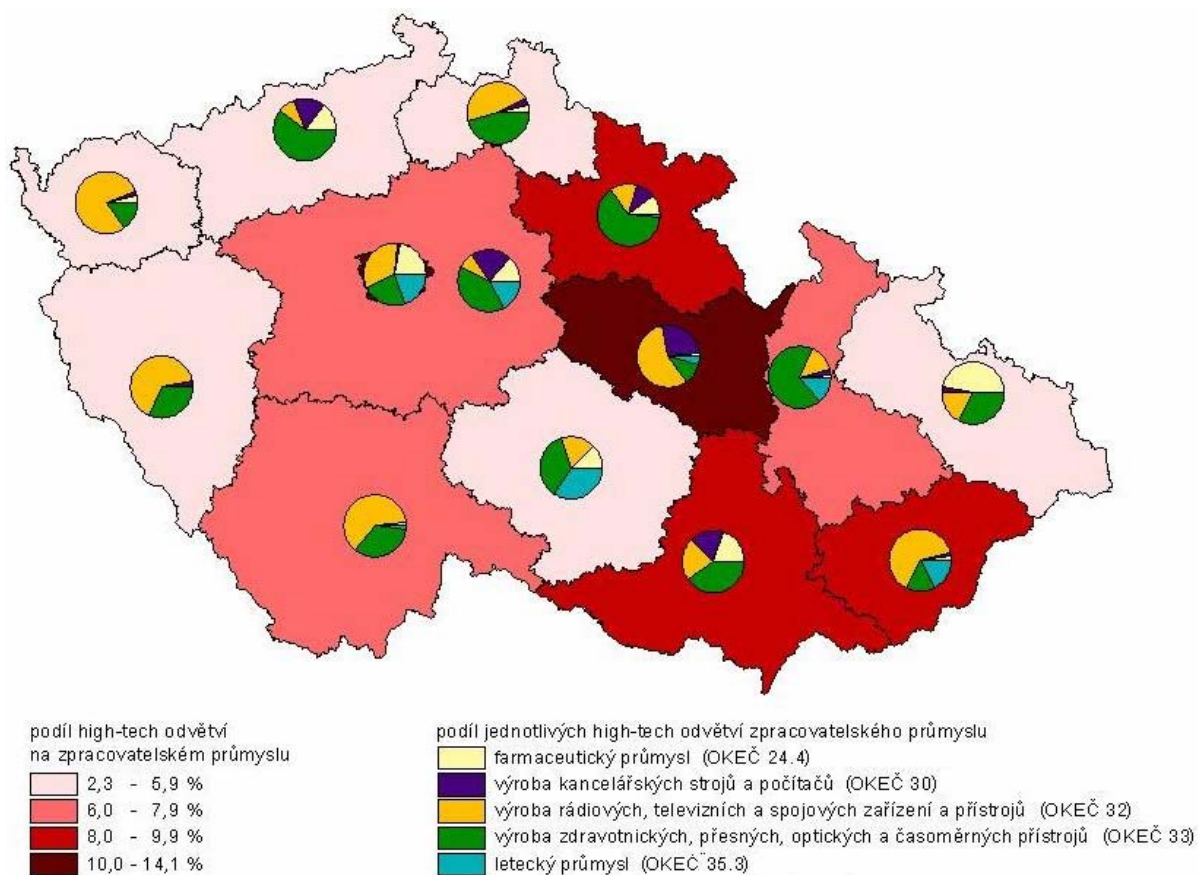 podíl high-tech odvětví
na zpracovatelském průmyslu
2,3 - 5,9 %
6,0 - 7,9 %
8,0 - 9,9 %
10,0 - 14,1 %
podíl jednotlivých high-tech odvětví zpracovatelského průmyslu
farmaceutický průmysl (OKEČ 24.4)
výroba kancelářských strojů a počítačů (OKEČ 30)
výroba rádiových, televizních a spojových zařízení a přístrojů (OKEČ 32)
výroba zdravotnických, přesných, optických a časoměrných přístrojů (OKEČ 33)
letecký průmysl (OKEČ 35.3)